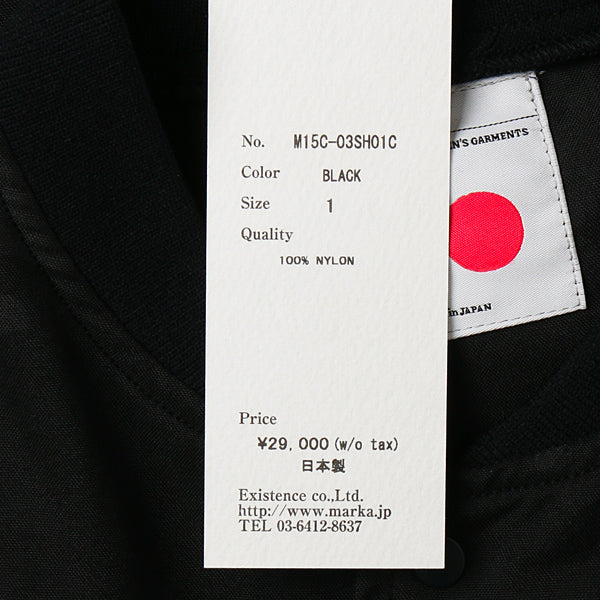 No. M15C-03SH01C
Color BLACK
Size 1
Quality
100% NYLON
Price
¥29,000 (w/o tax)
日本製
Existence co.,Ltd.
http://www.marka.jp
TEL 03-6412-8637
GARMENTS
in JAPAN